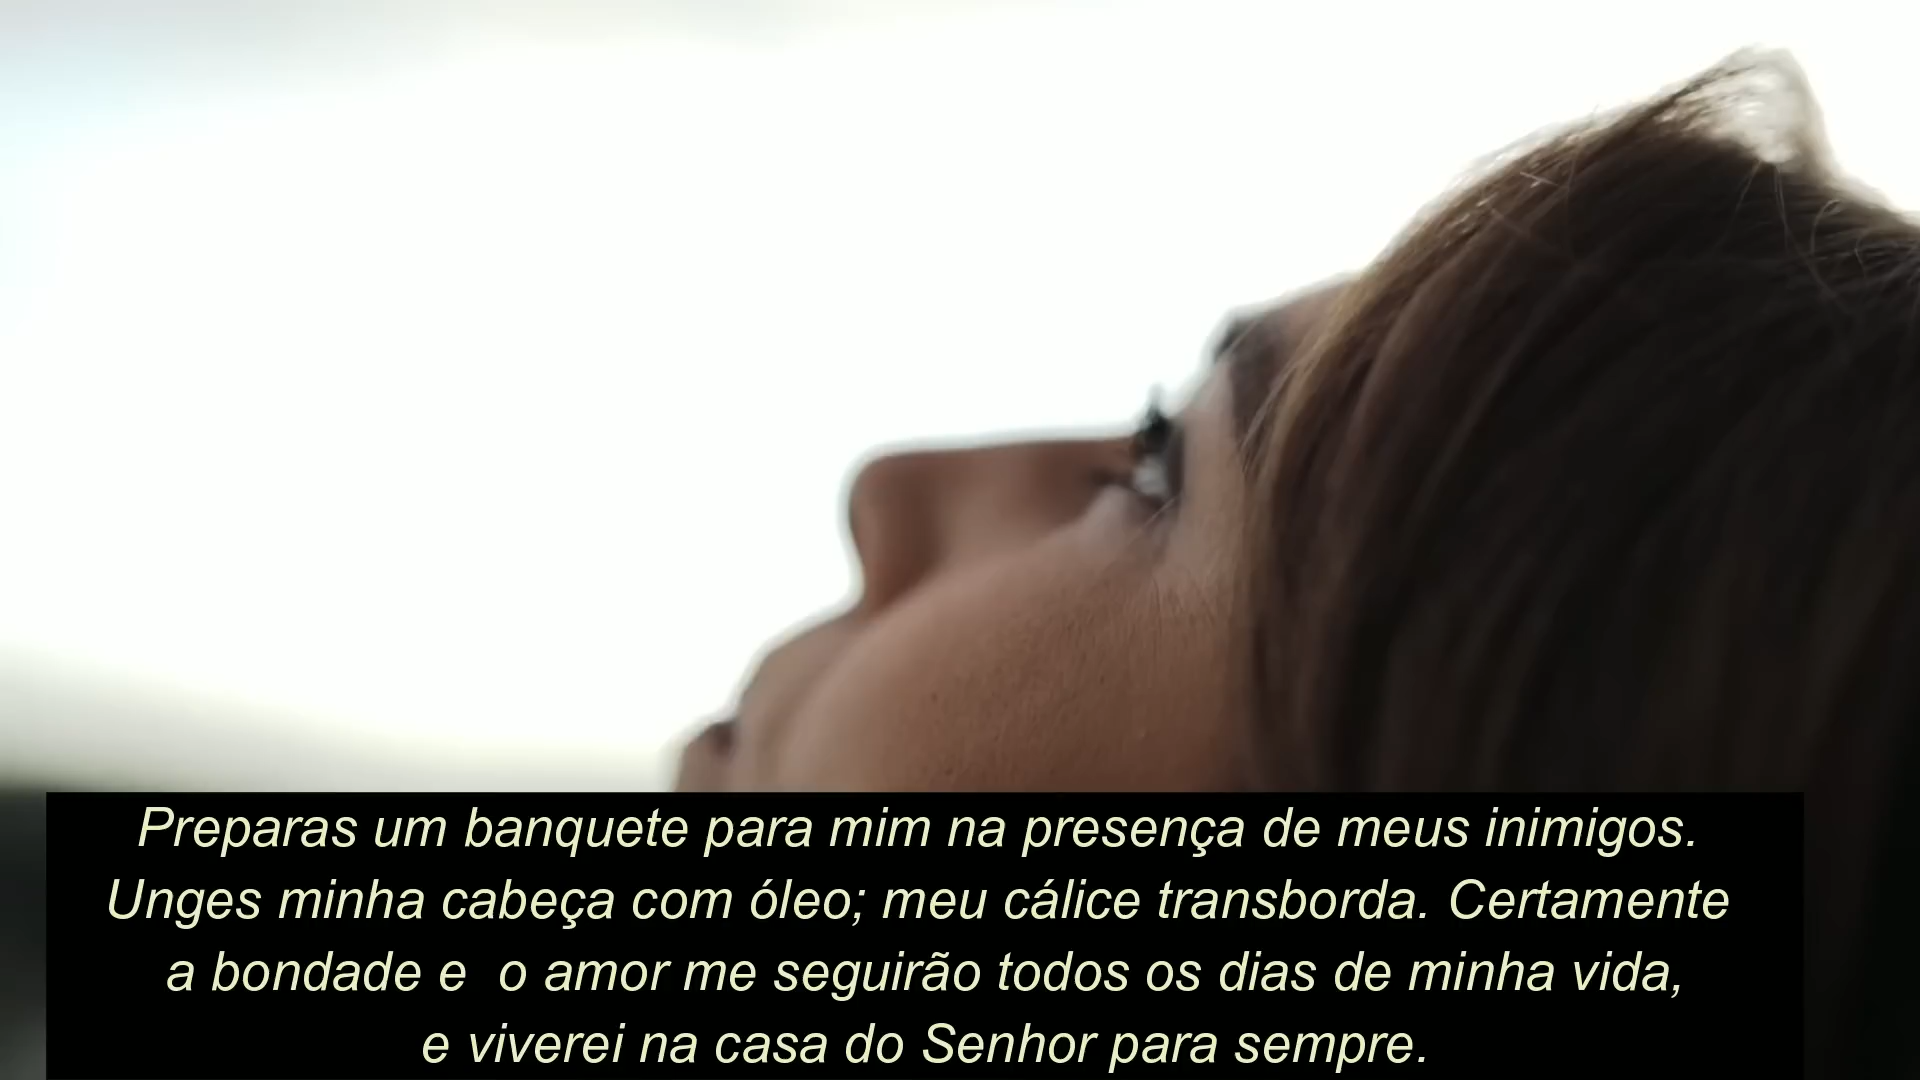 Preparas um banquete para mim na presença de meus inimigos.
Unges minha cabeça com óleo; meu cálice transborda. Certamente
a bondade e  o amor me seguirão todos os dias de minha vida,
e viverei na casa do Senhor para sempre.